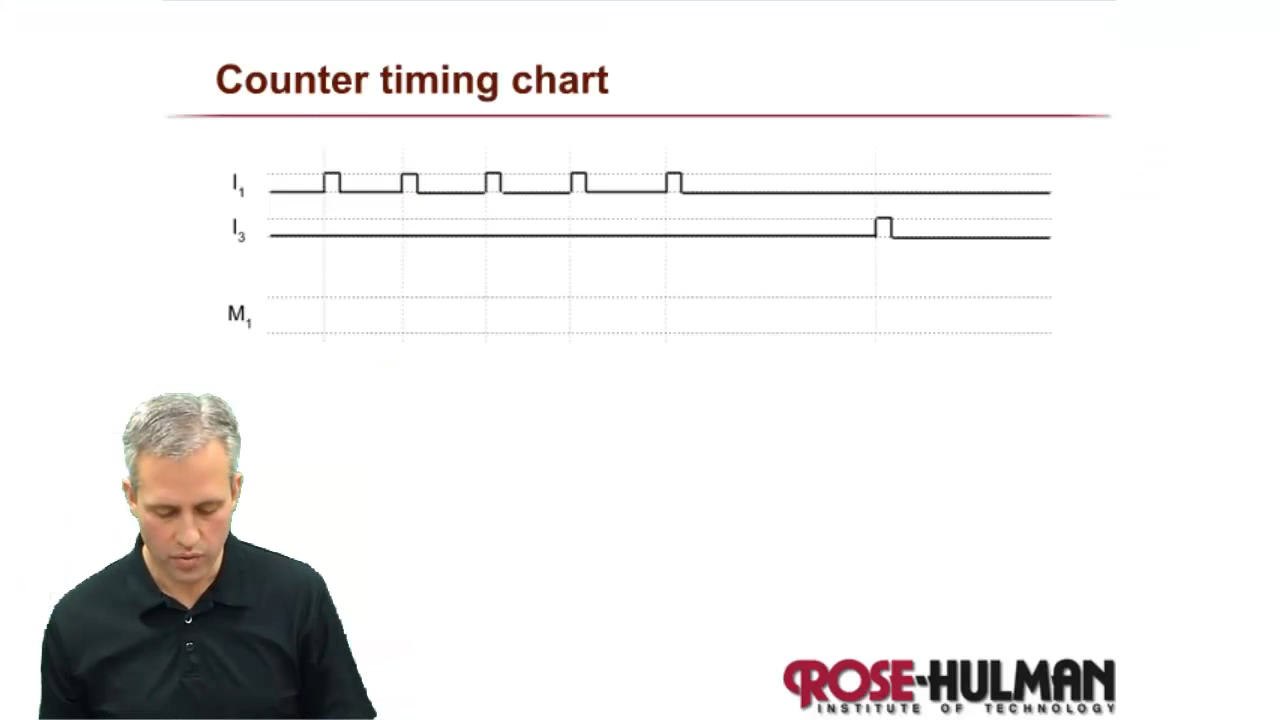 Counter timing chart
I1
I3
M1
ROSE-HULMAN
INSTITUTE OF TECHNOLOGY